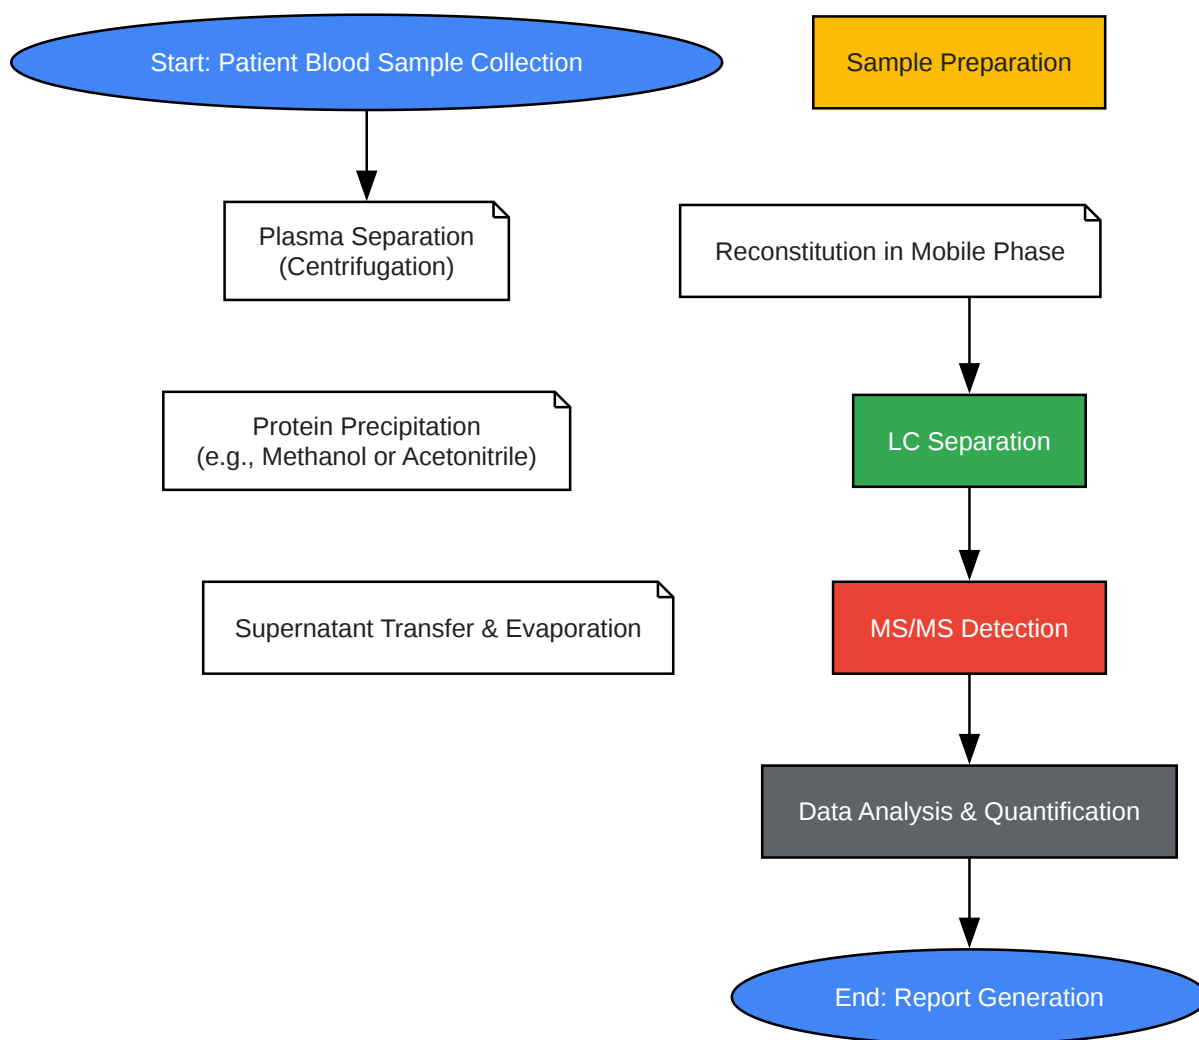 Start: Patient Blood Sample Collection
Sample Preparation
Plasma Separation
(Centrifugation)
Reconstitution in Mobile Phase
Protein Precipitation
(e.g., Methanol or Acetonitrile)
LC Separation
Supernatant Transfer & Evaporation
MS/MS Detection
Data Analysis & Quantification
End: Report Generation